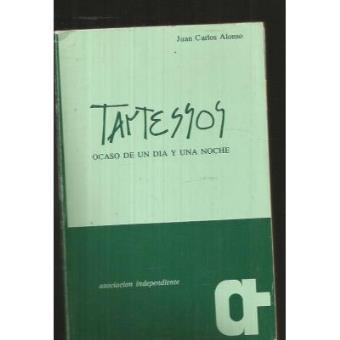 Juan Carlos Alonso
TARTESSOS
OCASO DE UN DIA Y UNA NOCHE
asociacion independiente
a